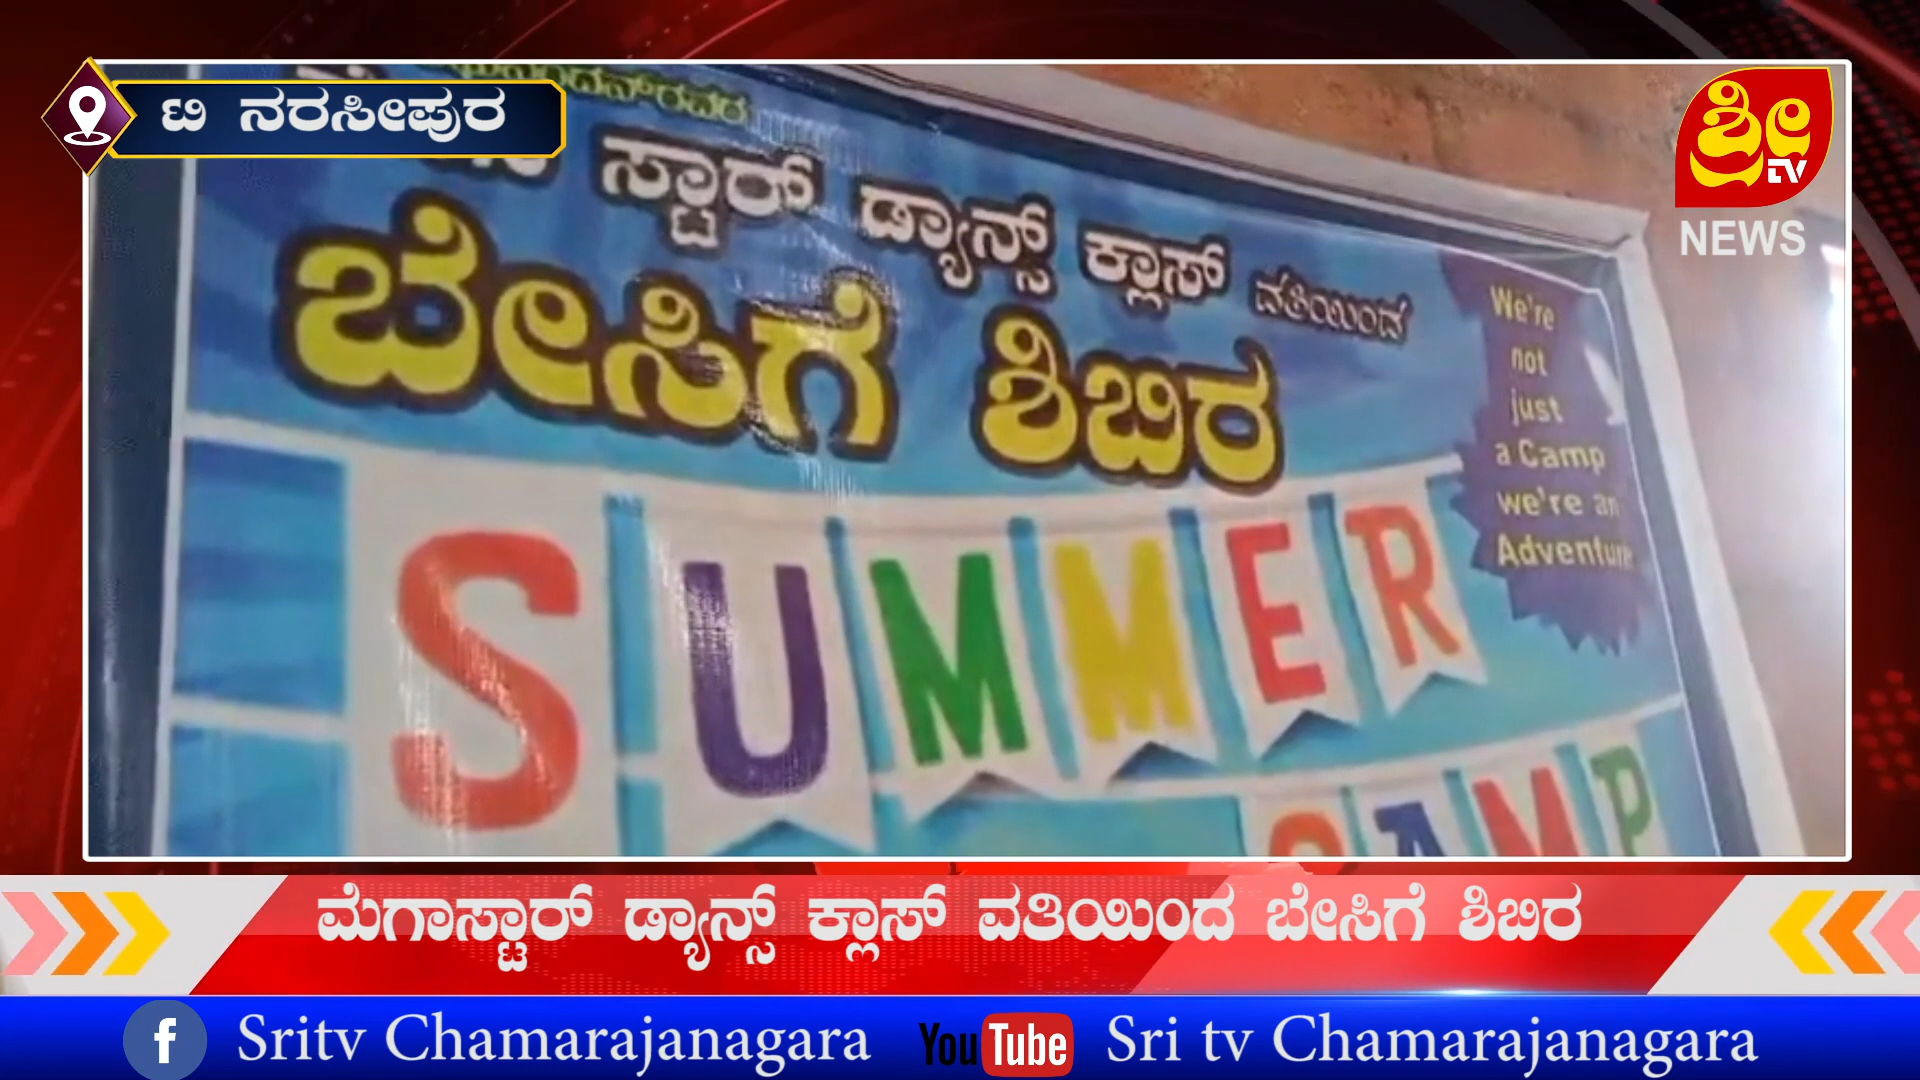 ಟಿ ನರಸೀಪುರ
ಶ್ರೀ
TV
NEWS
ಸ್ಟಾರ್ ಡ್ಯಾನ್ಸ್ ಕ್ಲಾಸ್ ವತಿಯಿಂದ
ಬೇಸಿಗೆ ಶಿಬಿರ
We're
not
just
a Camp
we're an
Adventure
SUMMER
CAMP
ಮೆಗಾಸ್ಟಾರ್ ಡ್ಯಾನ್ಸ್ ಕ್ಲಾಸ್ ವತಿಯಿಂದ ಬೇಸಿಗೆ ಶಿಬಿರ
f Sritv Chamarajanagara YouTube Sri tv Chamarajanagara